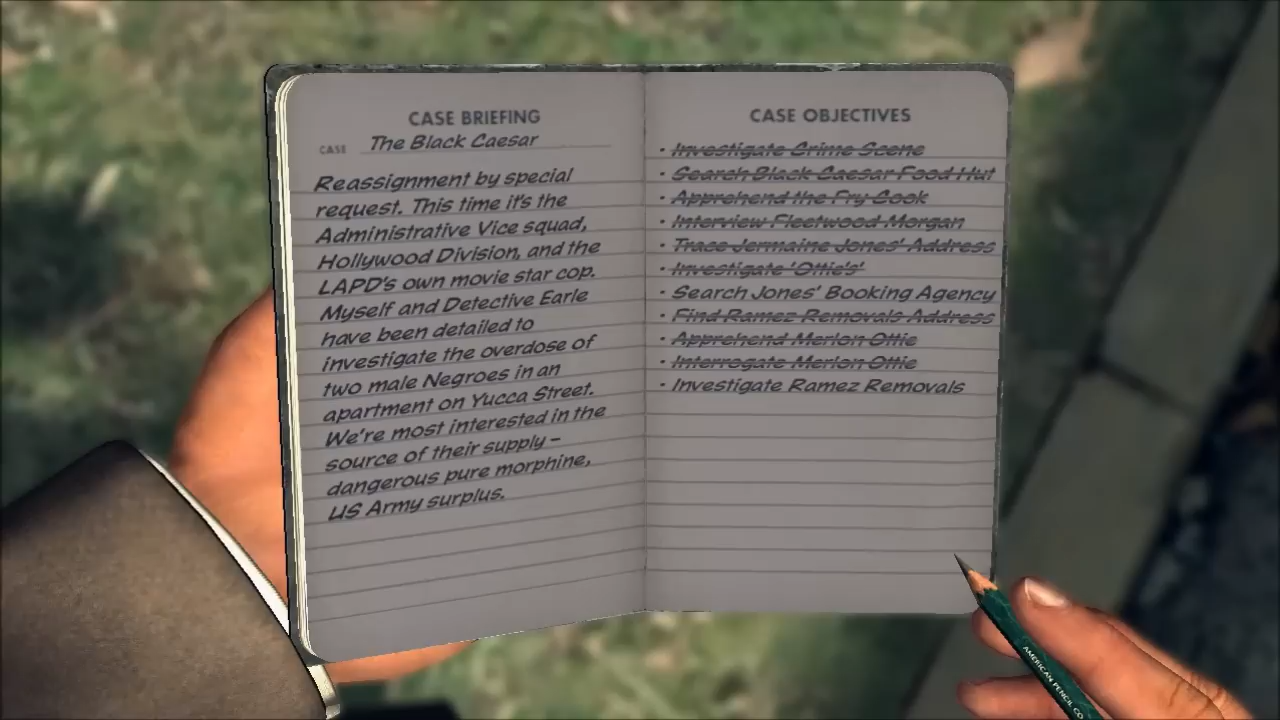 CASE BRIEFING
CASE The Black Caesar
Reassignment by special
request. This time it's the
Administrative Vice squad,
Hollywood Division, and the
LAPD's own movie star cop.
Myself and Detective Earle
have been detailed to
investigate the overdose of
two male Negroes in an
apartment on Yucca Street.
We're most interested in the
source of their supply –
dangerous pure morphine,
US Army surplus.
CASE OBJECTIVES
· Investigate Crime Scene
· Search Black Caesar Food Hut
· Apprehend the Fry Cook
· Interview Fleetwood Morgan
· Trace Jermaine Jones' Address
· Investigate 'Ottie's'
· Search Jones' Booking Agency
· Find Ramez Removals Address
· Apprehend Merlon Ottie
· Interrogate Merlon Ottie
· Investigate Ramez Removals
AMERICAN PENCIL CO